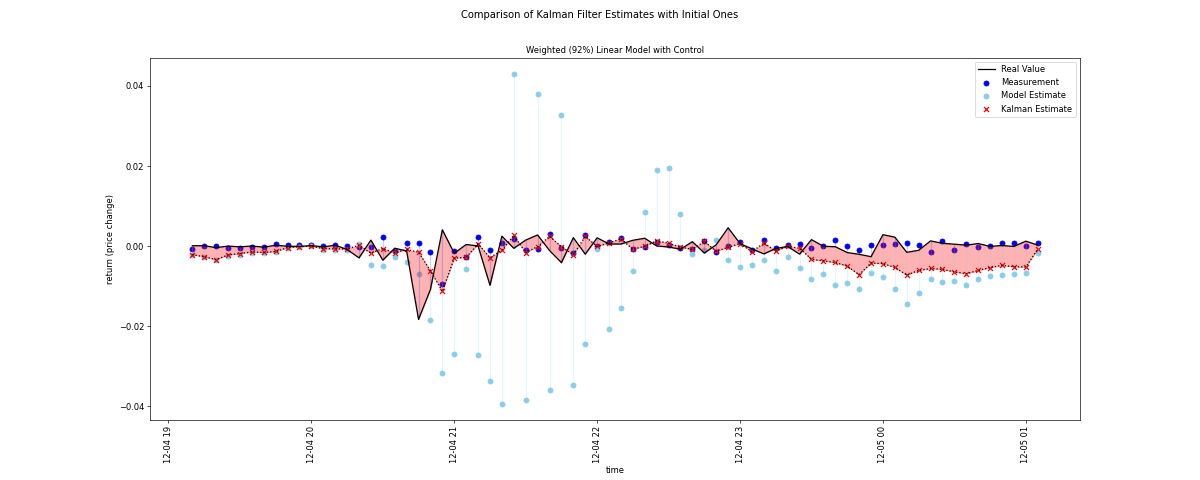 Comparison of Kalman Filter Estimates with Initial Ones
Weighted (92%) Linear Model with Control
Real Value
Measurement
Model Estimate
Kalman Estimate
return (price change)
0.04
0.02
0.00
−0.02
−0.04
12-04 19
12-04 20
12-04 21
12-04 22
12-04 23
12-05 00
12-05 01
time